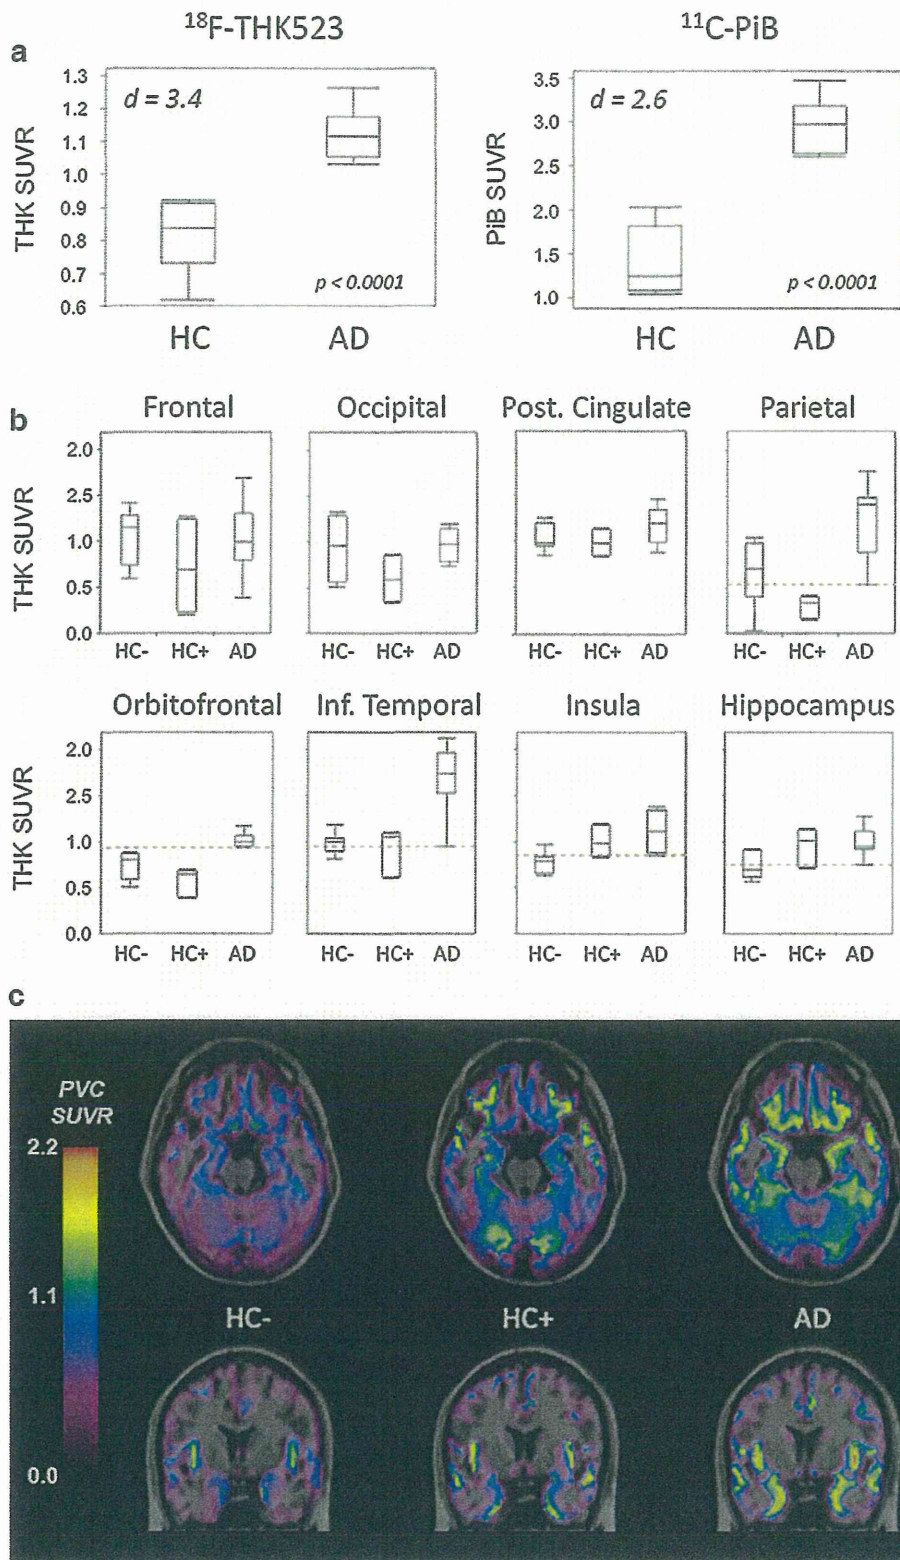 18F-THK523 11C-PiB
a
1.3
1.2
1.1
1.0
0.9
0.8
0.7
0.6
THK SUVR
d = 3.4
p < 0.0001
HC AD
3.5
3.0
2.5
2.0
1.5
1.0
PiB SUVR
d = 2.6
p < 0.0001
HC AD
b
Frontal Occipital Post. Cingulate Parietal
THK SUVR
2.0
2.5
1.0
0.5
0.0
HC- HC+ AD HC- HC+ AD HC- HC+ AD HC- HC+ AD
Orbitofrontal Inf. Temporal Insula Hippocampus
THK SUVR
2.0
2.5
1.0
0.5
0.0
HC- HC+ AD HC- HC+ AD HC- HC+ AD HC- HC+ AD
c
PVC
SUVR
2.2
1.1
0.0
HC- HC+ AD